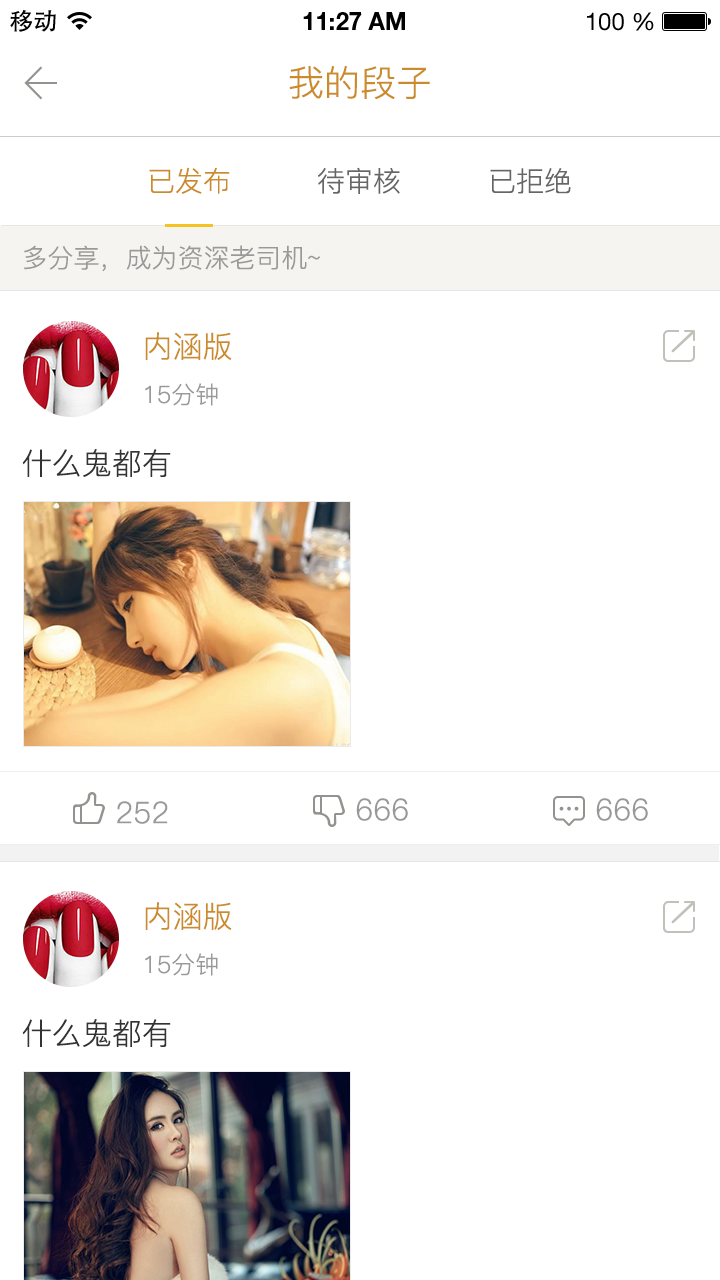 移动 11:27 AM 100 %
我的段子
已发布 待审核 已拒绝
多分享，成为资深老司机~
内涵版
15分钟
什么鬼都有
252 666 666
内涵版
15分钟
什么鬼都有